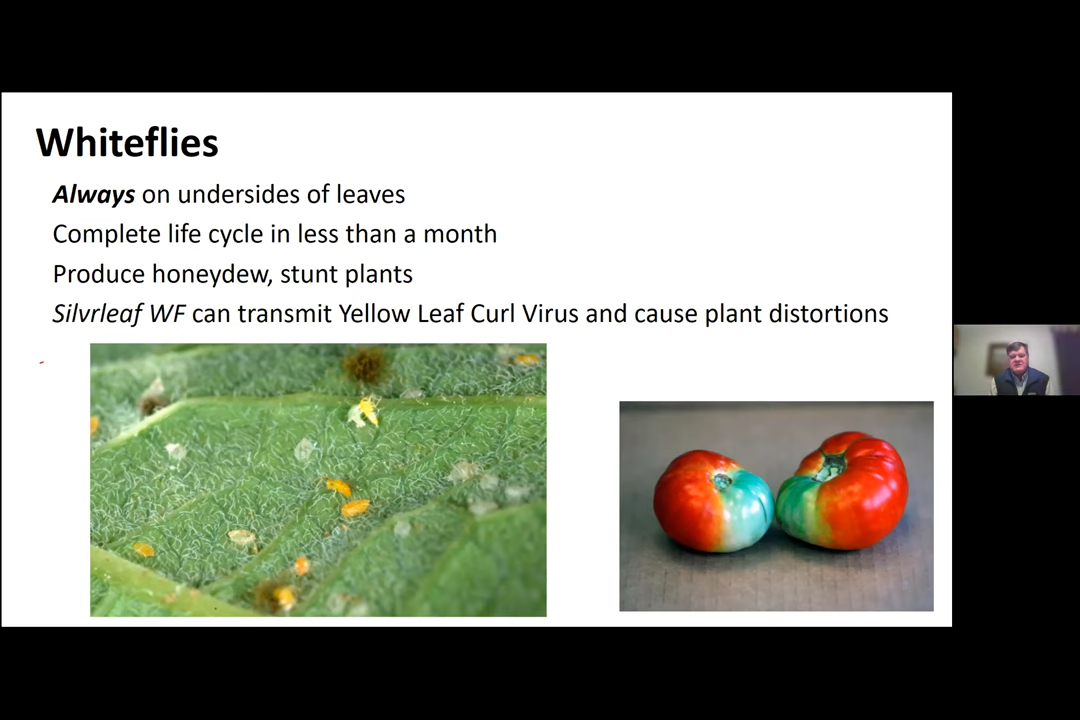 Whiteflies
Always on undersides of leaves
Complete life cycle in less than a month
Produce honeydew, stunt plants
Silvrleaf WF can transmit Yellow Leaf Curl Virus and cause plant distortions